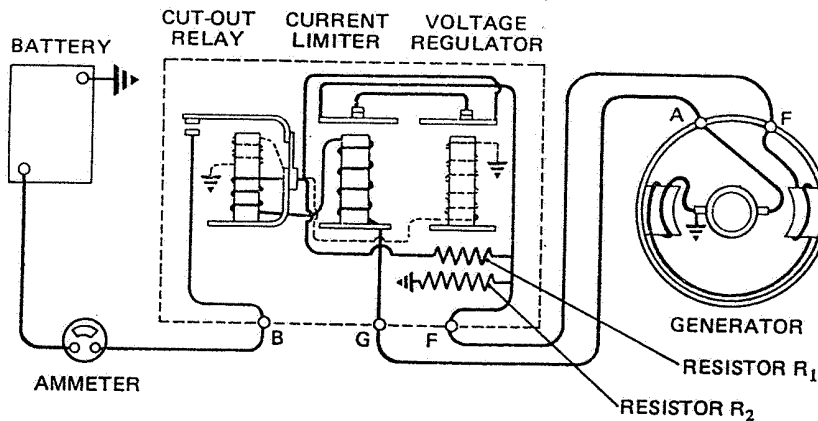 CUT-OUT
RELAY
CURRENT
LIMITER
VOLTAGE
REGULATOR
BATTERY
A
F
B
G
F
GENERATOR
AMMETER
RESISTOR R1
RESISTOR R2